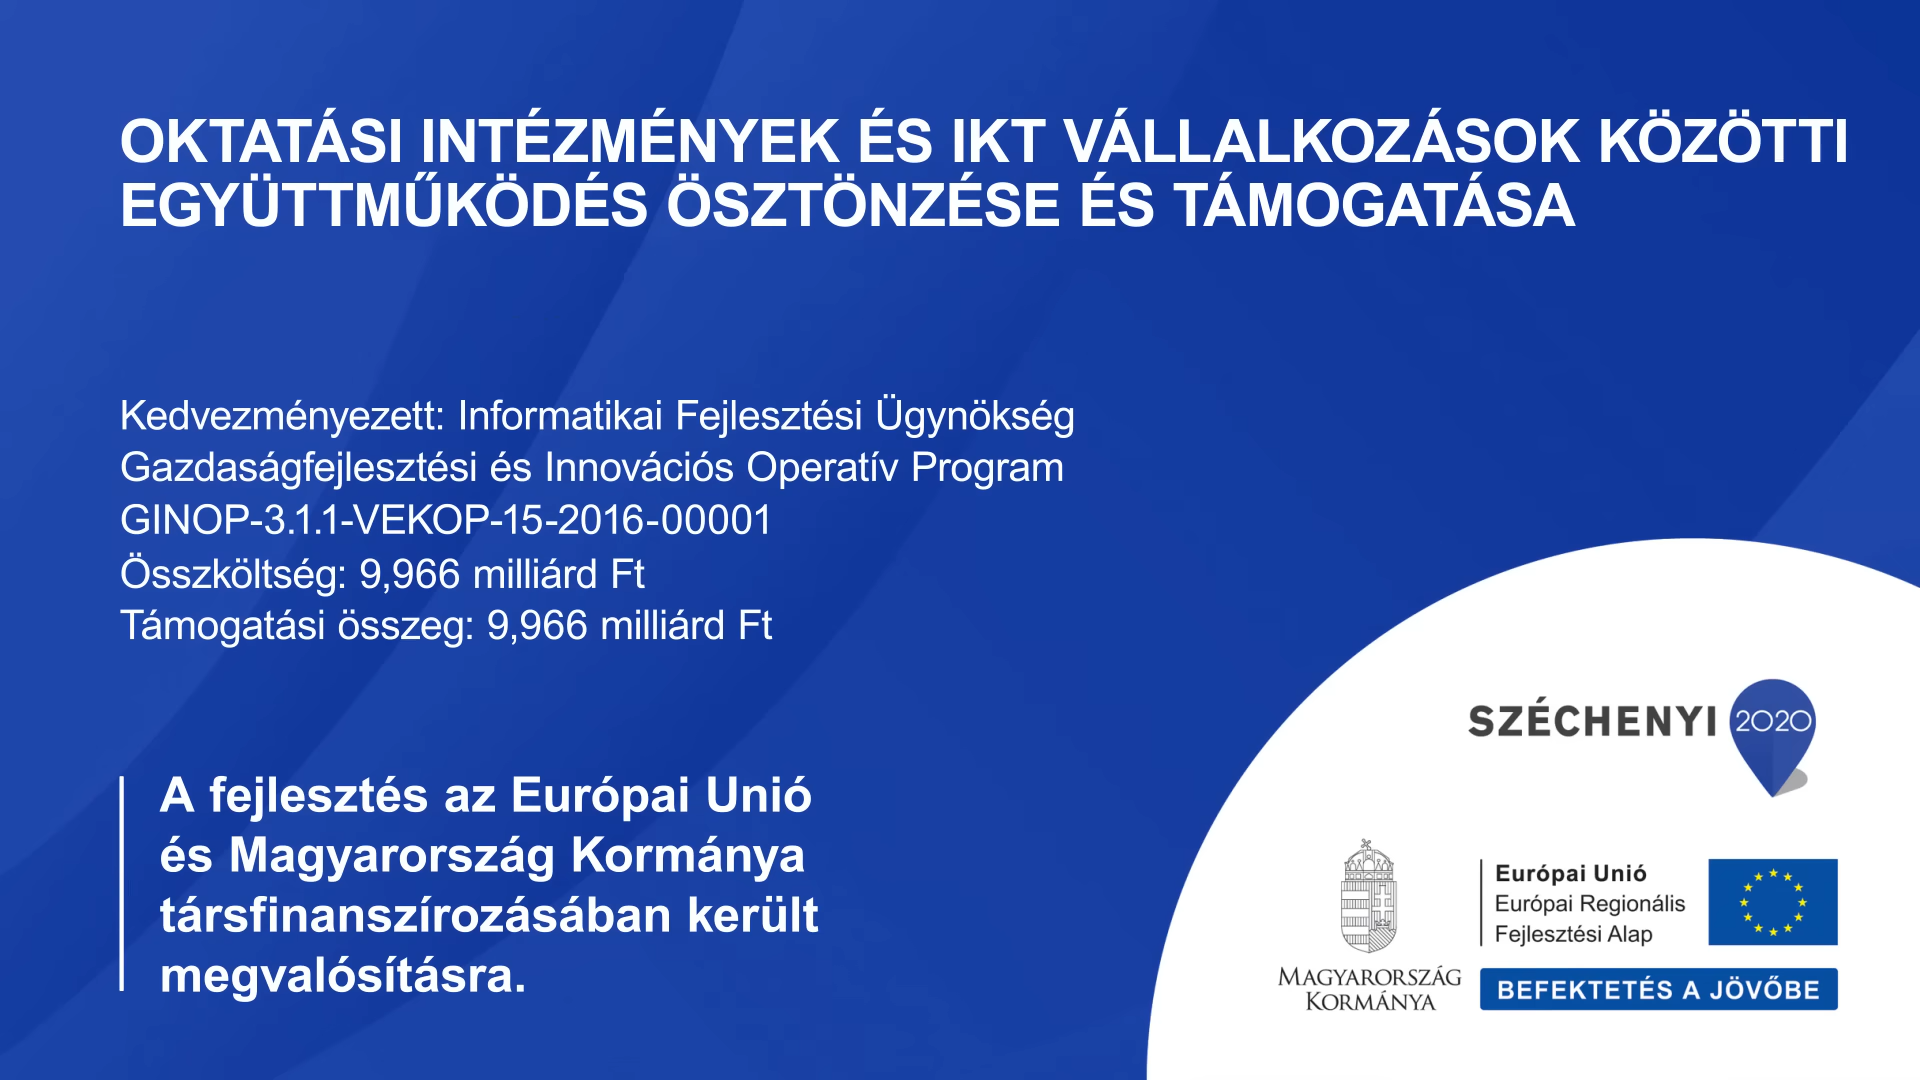 OKTATÁSI INTÉZMÉNYEK ÉS IKT VÁLLALKOZÁSOK KÖZÖTTI
EGYÜTTMŰKÖDÉS ÖSZTÖNZÉSE ÉS TÁMOGATÁSA
Kedvezményezett: Informatikai Fejlesztési Ügynökség
Gazdaságfejlesztési és Innovációs Operatív Program
GINOP-3.1.1-VEKOP-15-2016-00001
Összköltség: 9,966 milliárd Ft
Támogatási összeg: 9,966 milliárd Ft
A fejlesztés az Európai Unió
és Magyarország Kormánya
társfinanszírozásában került
megvalósításra.
SZÉCHENYI 2020
MAGYARORSZÁG
KORMÁNYA
Európai Unió
Európai Regionális
Fejlesztési Alap
BEFEKTETÉS A JÖVŐBE